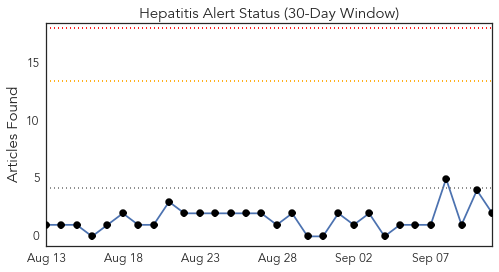 Hepatitis Alert Status (30-Day Window)
Articles Found
15
10
5
0
Aug 13 Aug 18 Aug 23 Aug 28 Sep 02 Sep 07